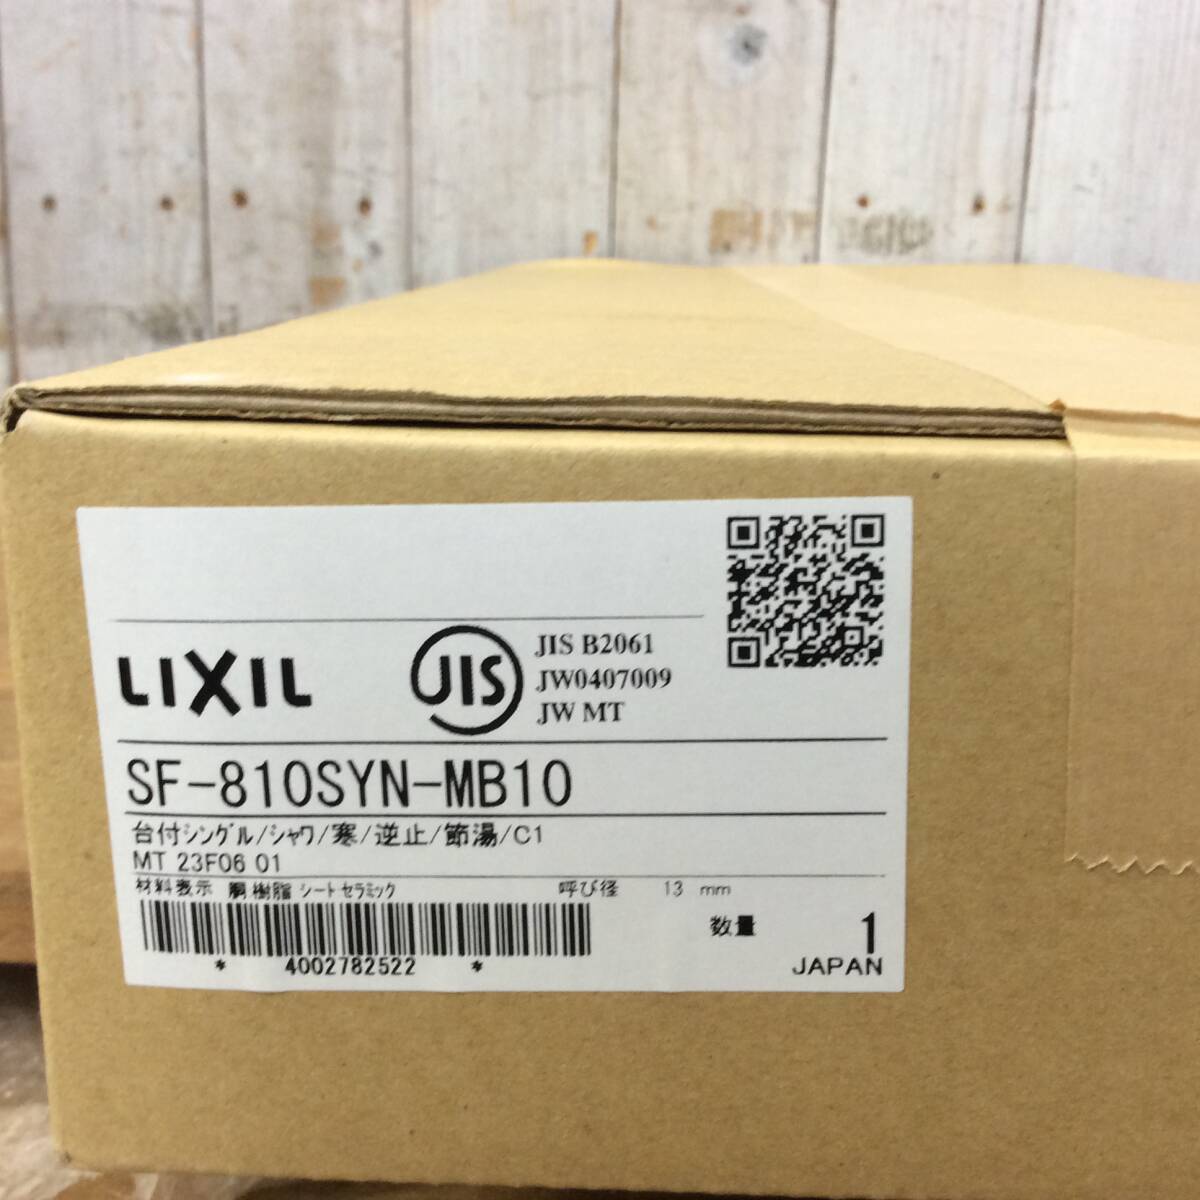 LIXIL
JIS
JIS B2061
JW0407009
JW MT
SF-810SYN-MB10
台付シングル/シャワ/寒/逆止/節湯/C1
MT 23F06 01
材料表示 胴 樹脂 シートセラミック 呼び径 13 mm
数量 1
* 4002782522 *
JAPAN